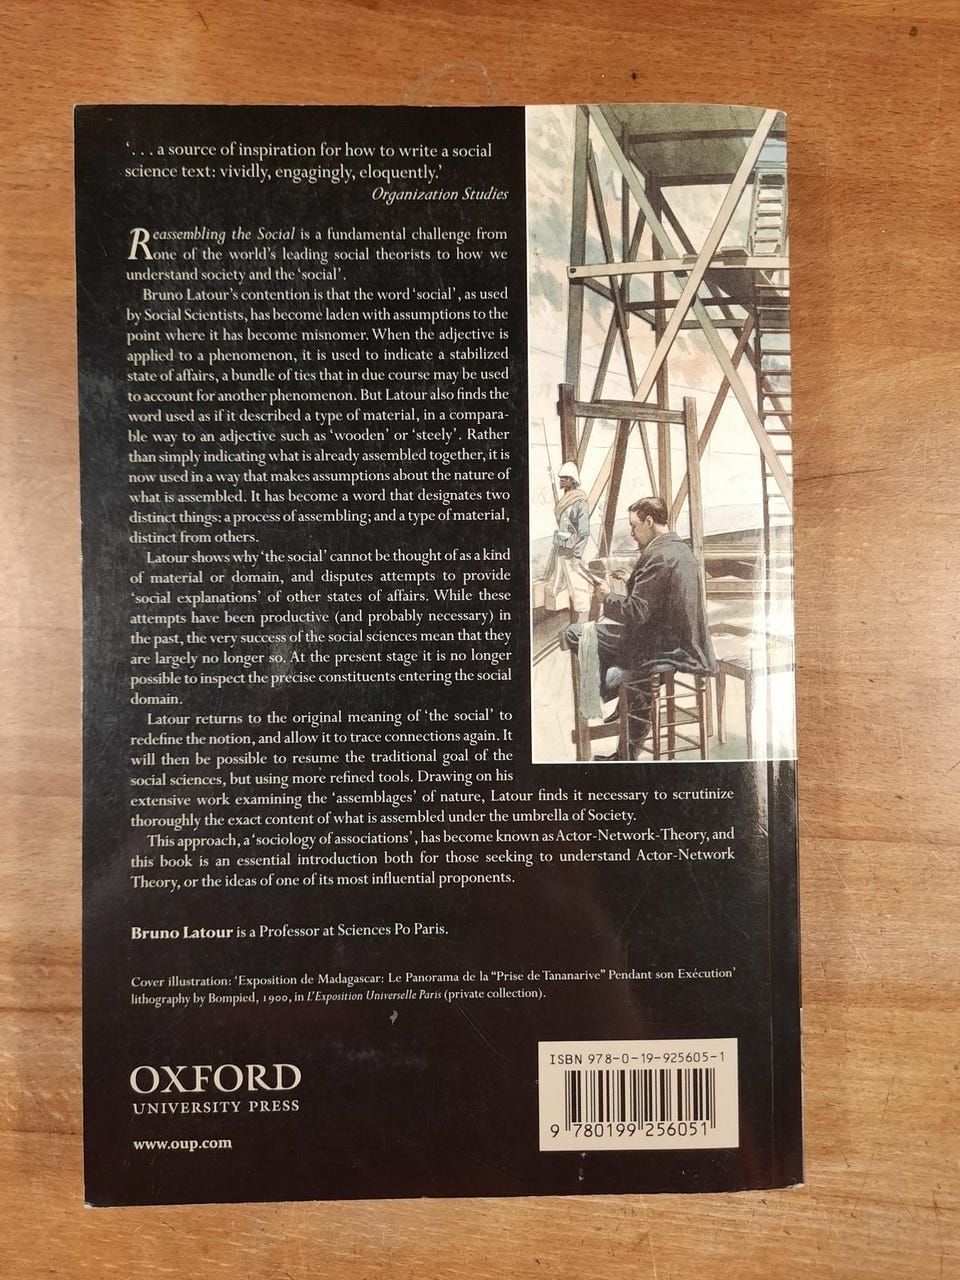 '. . . a source of inspiration for how to write a social
science text: vividly, engagingly, eloquently.'
Organization Studies
Reassembling the Social is a fundamental challenge from
one of the world's leading social theorists to how we
understand society and the 'social'.
Bruno Latour's contention is that the word 'social', as used
by Social Scientists, has become laden with assumptions to the
point where it has become misnomer. When the adjective is
applied to a phenomenon, it is used to indicate a stabilized
state of affairs, a bundle of ties that in due course may be used
to account for another phenomenon. But Latour also finds the
word used as if it described a type of material, in a compara-
ble way to an adjective such as 'wooden' or 'steely'. Rather
than simply indicating what is already assembled together, it is
now used in a way that makes assumptions about the nature of
what is assembled. It has become a word that designates two
distinct things: a process of assembling; and a type of material,
distinct from others.
Latour shows why 'the social' cannot be thought of as a kind
of material or domain, and disputes attempts to provide
'social explanations' of other states of affairs. While these
attempts have been productive (and probably necessary) in
the past, the very success of the social sciences mean that they
are largely no longer so. At the present stage it is no longer
possible to inspect the precise constituents entering the social
domain.
Latour returns to the original meaning of 'the social' to
redefine the notion, and allow it to trace connections again. It
will then be possible to resume the traditional goal of the
social sciences, but using more refined tools. Drawing on his
extensive work examining the 'assemblages' of nature, Latour finds it necessary to scrutinize
thoroughly the exact content of what is assembled under the umbrella of Society.
This approach, a 'sociology of associations', has become known as Actor-Network-Theory, and
this book is an essential introduction both for those seeking to understand Actor-Network
Theory, or the ideas of one of its most influential proponents.
Bruno Latour is a Professor at Sciences Po Paris.
Cover illustration: 'Exposition de Madagascar: Le Panorama de la "Prise de Tananarive" Pendant son Exécution'
lithography by Bompied, 1900, in L'Exposition Universelle Paris (private collection).
OXFORD
UNIVERSITY PRESS
www.oup.com
ISBN 978-0-19-925605-1
9 780199 256051